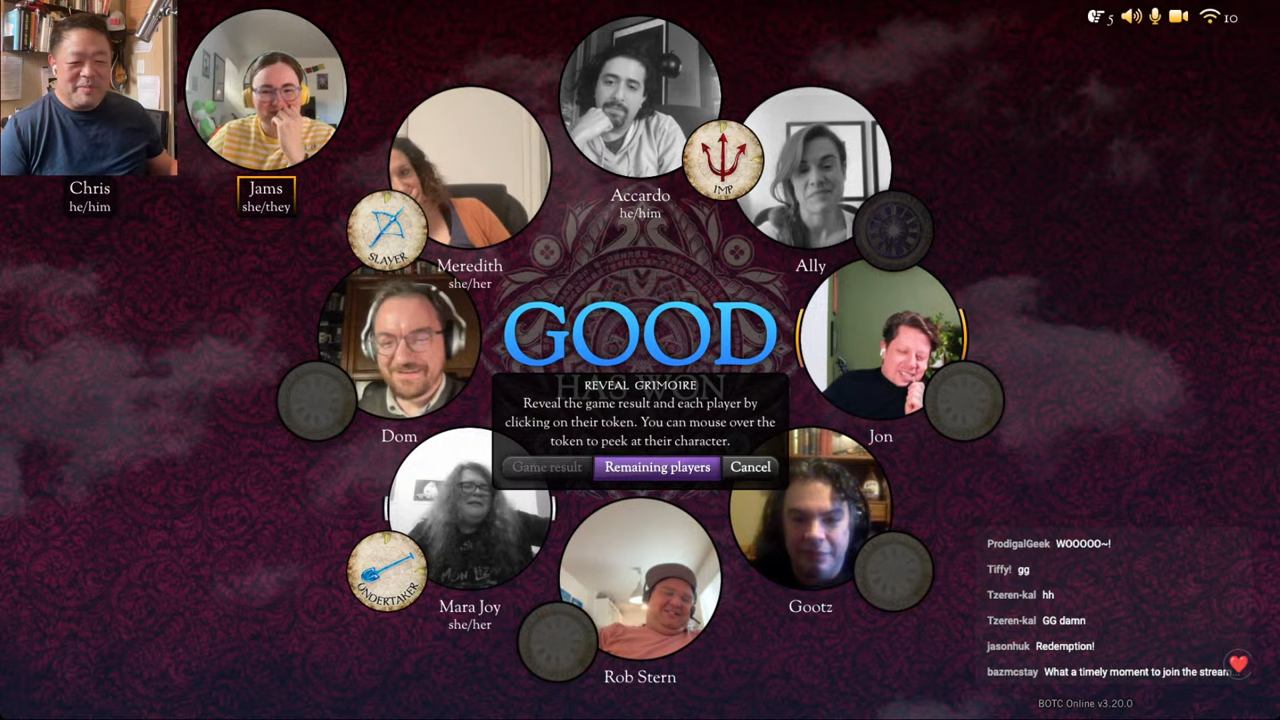 5
10
Chris
he/him
Jams
she/they
Accardo
he/him
IMP
SLAYER
Meredith
she/her
Ally
GOOD
HAS WON
REVEAL GRIMOIRE
Reveal the game result and each player by
clicking on their token. You can mouse over the
token to peek at their character.
Game result
Remaining players
Cancel
Dom
Jon
UNDERTAKER
Mara Joy
she/her
Gootz
Rob Stern
ProdigalGeek WOOOOO~!
Tiffy! gg
Tzeren-kal hh
Tzeren-kal GG damn
jasonhuk Redemption!
bazmcstay What a timely moment to join the stream
BOTC Online v3.20.0